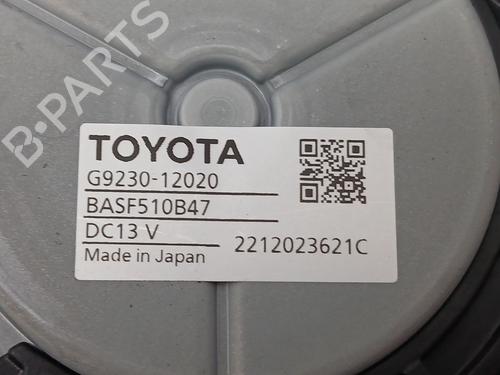 B-PARTS
TOYOTA
G9230-12020
BASF510B47
DC13 V
Made in Japan
2212023621C